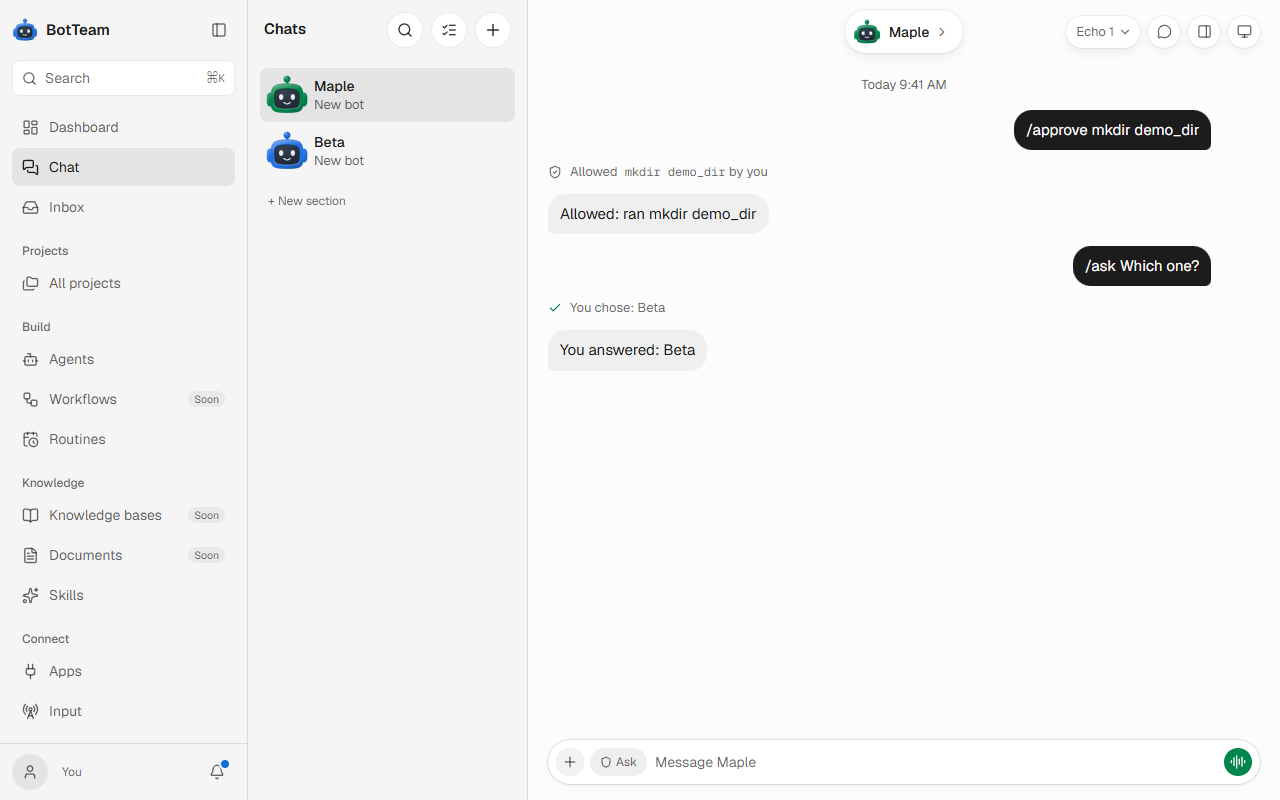 BotTeam
Search ⌘K
Dashboard
Chat
Inbox
Projects
All projects
Build
Agents
Workflows Soon
Routines
Knowledge
Knowledge bases Soon
Documents Soon
Skills
Connect
Apps
Input
You
Chats
Maple
New bot
Beta
New bot
+ New section
Maple
Echo 1
Today 9:41 AM
/approve mkdir demo_dir
Allowed mkdir demo_dir by you
Allowed: ran mkdir demo_dir
/ask Which one?
You chose: Beta
You answered: Beta
Ask Message Maple